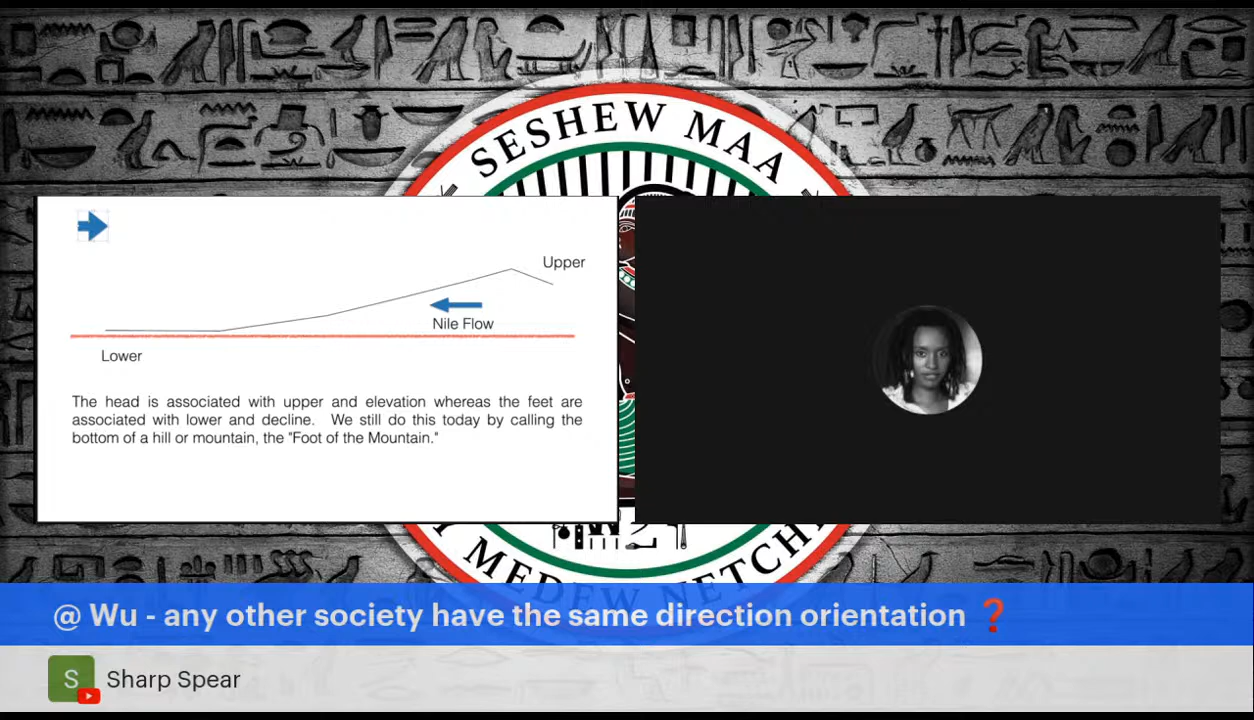 SESHEW MAA
Upper
Nile Flow
Lower
The head is associated with upper and elevation whereas the feet are
associated with lower and decline. We still do this today by calling the
bottom of a hill or mountain, the "Foot of the Mountain."
MEDEW NETCH
@ Wu - any other society have the same direction orientation ❓
S
Sharp Spear